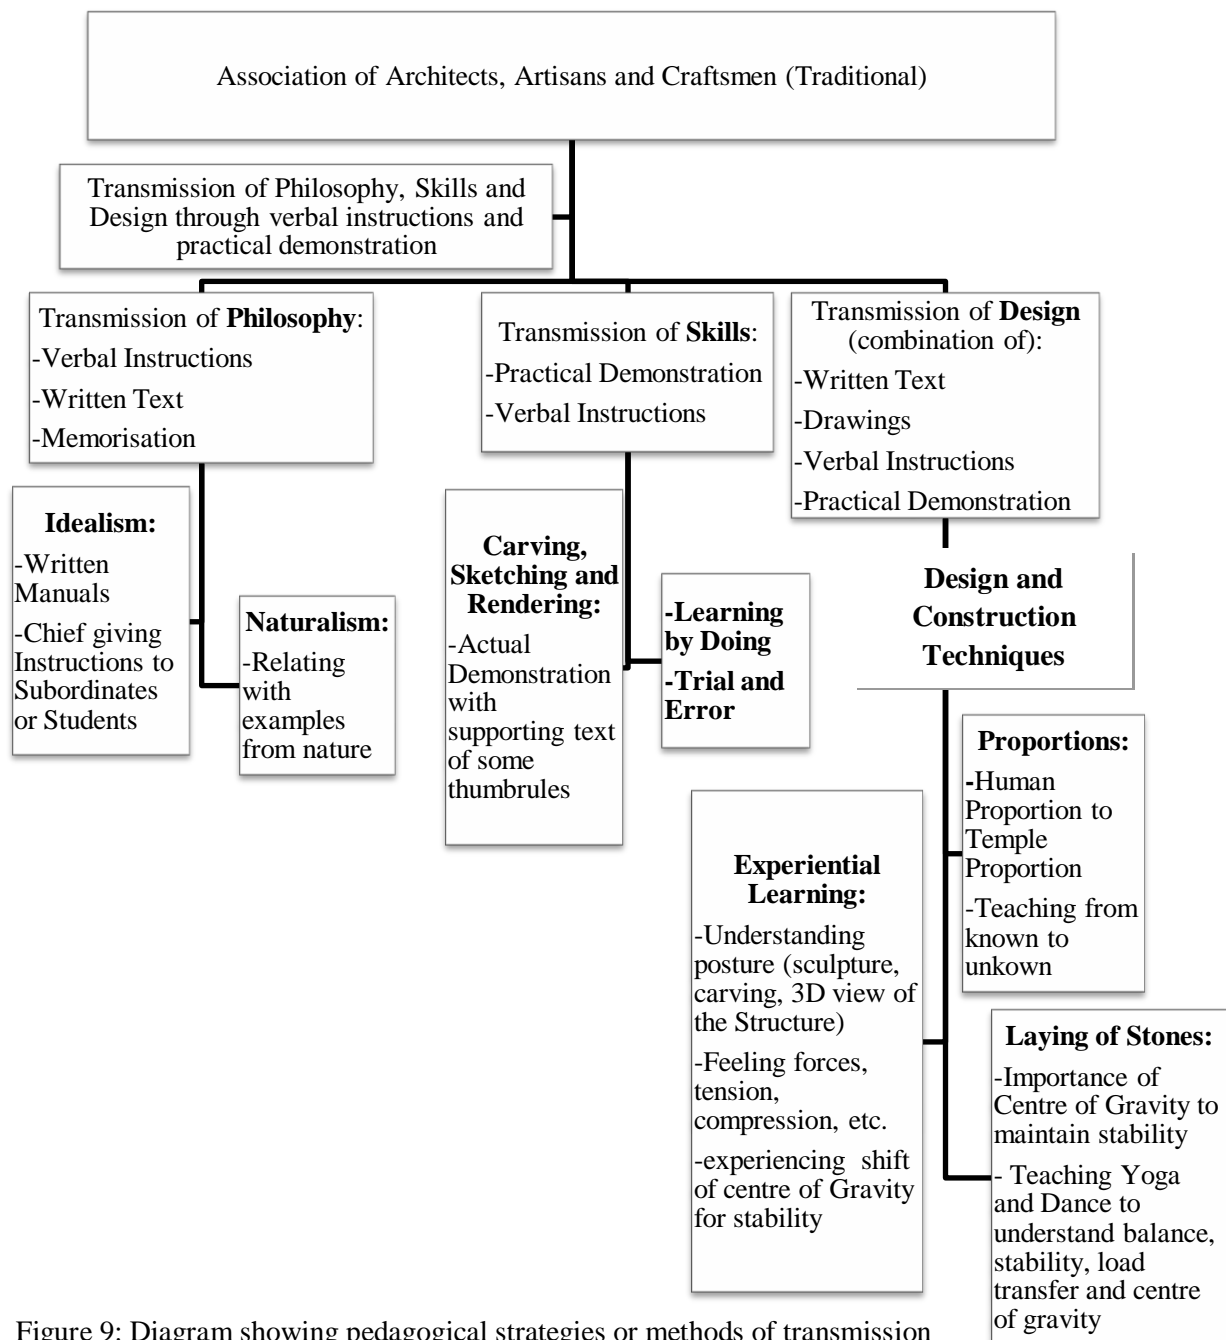 Association of Architects, Artisans and Craftsmen (Traditional)
Transmission of Philosophy, Skills and
Design through verbal instructions and
practical demonstration
Transmission of Philosophy:
-Verbal Instructions
-Written Text
-Memorisation
Transmission of Skills:
-Practical Demonstration
-Verbal Instructions
Transmission of Design
(combination of):
-Written Text
-Drawings
-Verbal Instructions
-Practical Demonstration
Idealism:
-Written
Manuals
-Chief giving
Instructions to
Subordinates
or Students
Naturalism:
-Relating
with
examples
from nature
Carving,
Sketching and
Rendering:
-Actual
Demonstration
with
supporting text
of some
thumbrules
-Learning
by Doing
-Trial and
Error
Design and
Construction
Techniques
Proportions:
-Human
Proportion to
Temple
Proportion
-Teaching from
known to
unkown
Experiential
Learning:
-Understanding
posture (sculpture,
carving, 3D view of
the Structure)
-Feeling forces,
tension,
compression, etc.
-experiencing shift
of centre of Gravity
for stability
Laying of Stones:
-Importance of
Centre of Gravity to
maintain stability
- Teaching Yoga
and Dance to
understand balance,
stability, load
transfer and centre
of gravity
Figure 9: Diagram showing pedagogical strategies or methods of transmission